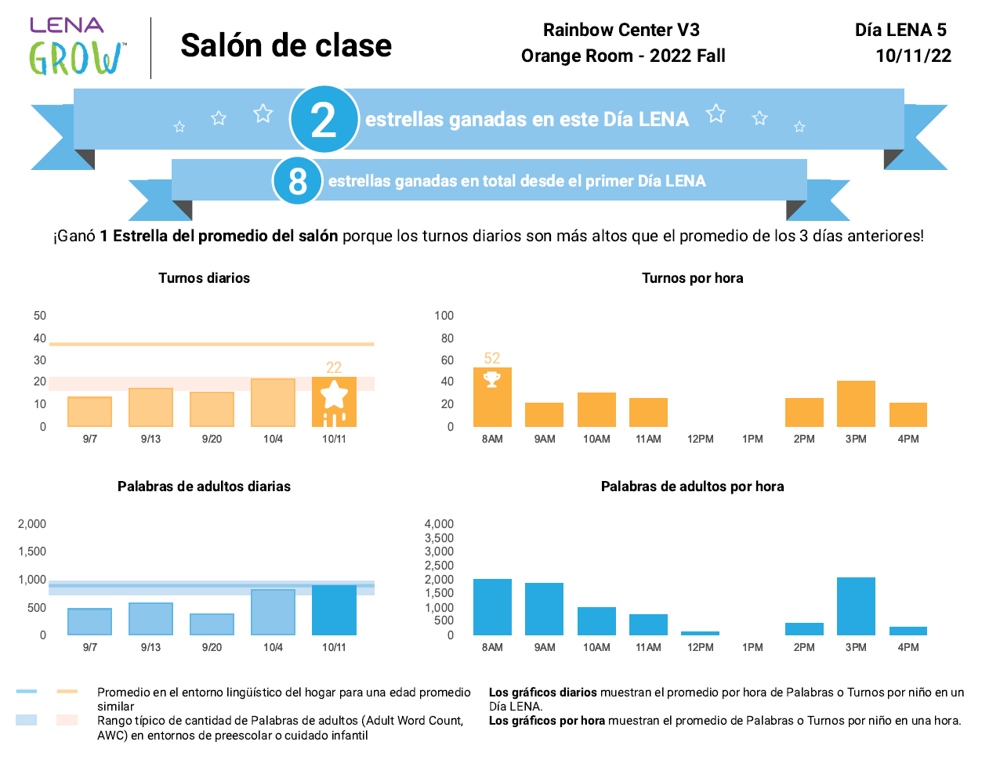 LENA
GROW™
Salón de clase
Rainbow Center V3
Orange Room - 2022 Fall
Día LENA 5
10/11/22
2 estrellas ganadas en este Día LENA
8 estrellas ganadas en total desde el primer Día LENA
¡Ganó 1 Estrella del promedio del salón porque los turnos diarios son más altos que el promedio de los 3 días anteriores!
Turnos diarios
50
40
30
20
10
0
22
9/7 9/13 9/20 10/4 10/11
Turnos por hora
100
80
60
40
20
0
52
8AM 9AM 10AM 11AM 12PM 1PM 2PM 3PM 4PM
Palabras de adultos diarias
2,000
1,500
1,000
500
0
9/7 9/13 9/20 10/4 10/11
Palabras de adultos por hora
4,000
3,500
3,000
2,500
2,000
1,500
1,000
500
0
8AM 9AM 10AM 11AM 12PM 1PM 2PM 3PM 4PM
Promedio en el entorno lingüístico del hogar para una edad promedio
similar
Rango típico de cantidad de Palabras de adultos (Adult Word Count,
AWC) en entornos de preescolar o cuidado infantil
Los gráficos diarios muestran el promedio por hora de Palabras o Turnos por niño en un
Día LENA.
Los gráficos por hora muestran el promedio de Palabras o Turnos por niño en una hora.